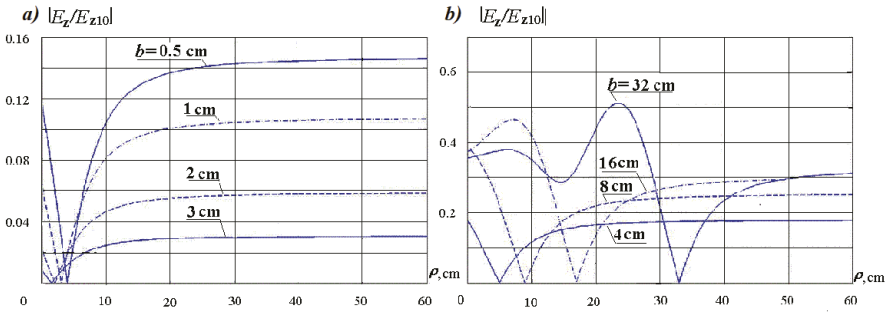 a) |Ez/Ez10|
0.16
0.12
0.08
0.04
0
10
20
30
40
50
60
b=0.5 cm
1 cm
2 cm
3 cm
ρ,cm
b) |Ez/Ez10||
0.6
0.4
0.2
0
10
20
30
40
50
60
b=32 cm
16cm
8 cm
4 cm
ρ,cm